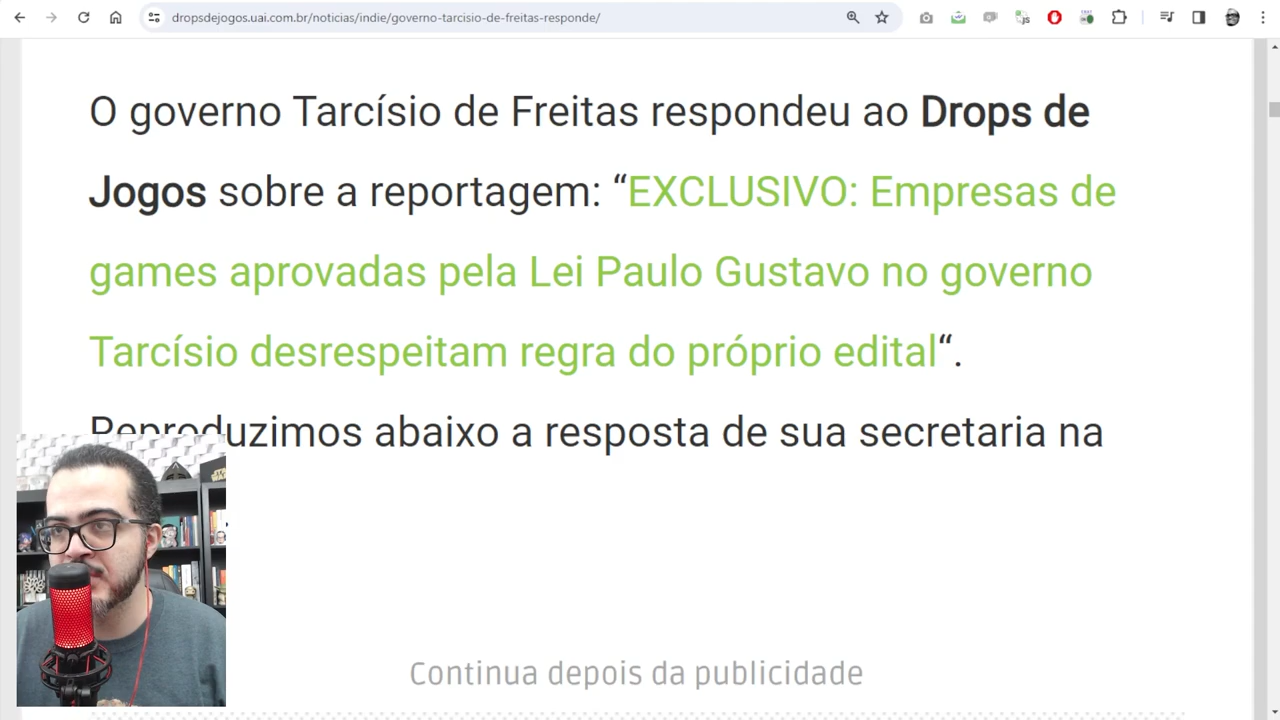 dropsdejogos.uai.com.br/noticias/indie/governo-tarcisio-de-freitas-responde/
O governo Tarcísio de Freitas respondeu ao Drops de
Jogos sobre a reportagem: “EXCLUSIVO: Empresas de
games aprovadas pela Lei Paulo Gustavo no governo
Tarcísio desrespeitam regra do próprio edital“.
Reproduzimos abaixo a resposta de sua secretaria na
Continua depois da publicidade